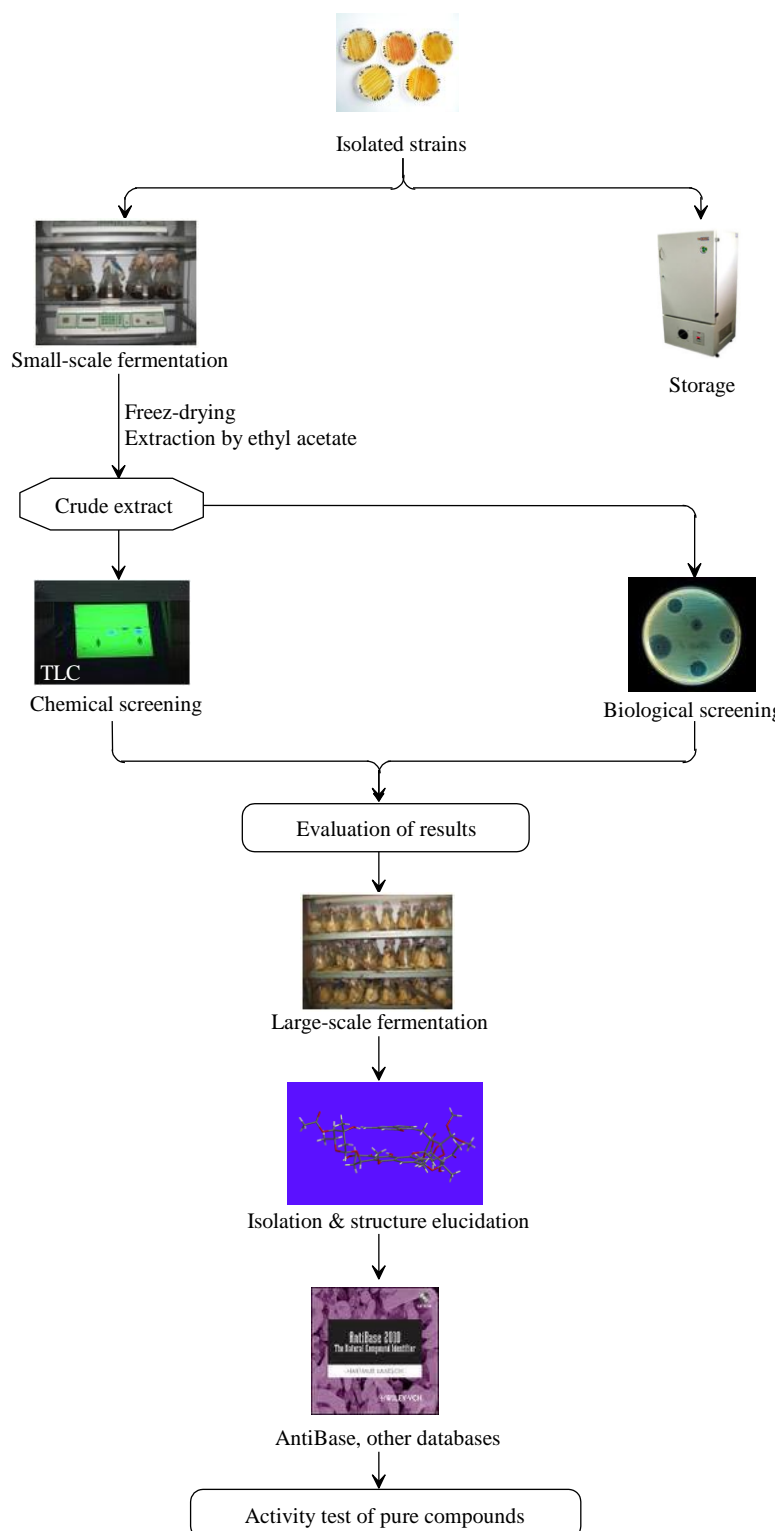 Isolated strains
Small-scale fermentation
Storage
Freez-drying
Extraction by ethyl acetate
Crude extract
TLC
Chemical screening
Biological screening
Evaluation of results
Large-scale fermentation
Isolation & structure elucidation
AntiBase 2010
The Natural Compound Identifier
WILEY-VCH
AntiBase, other databases
Activity test of pure compounds